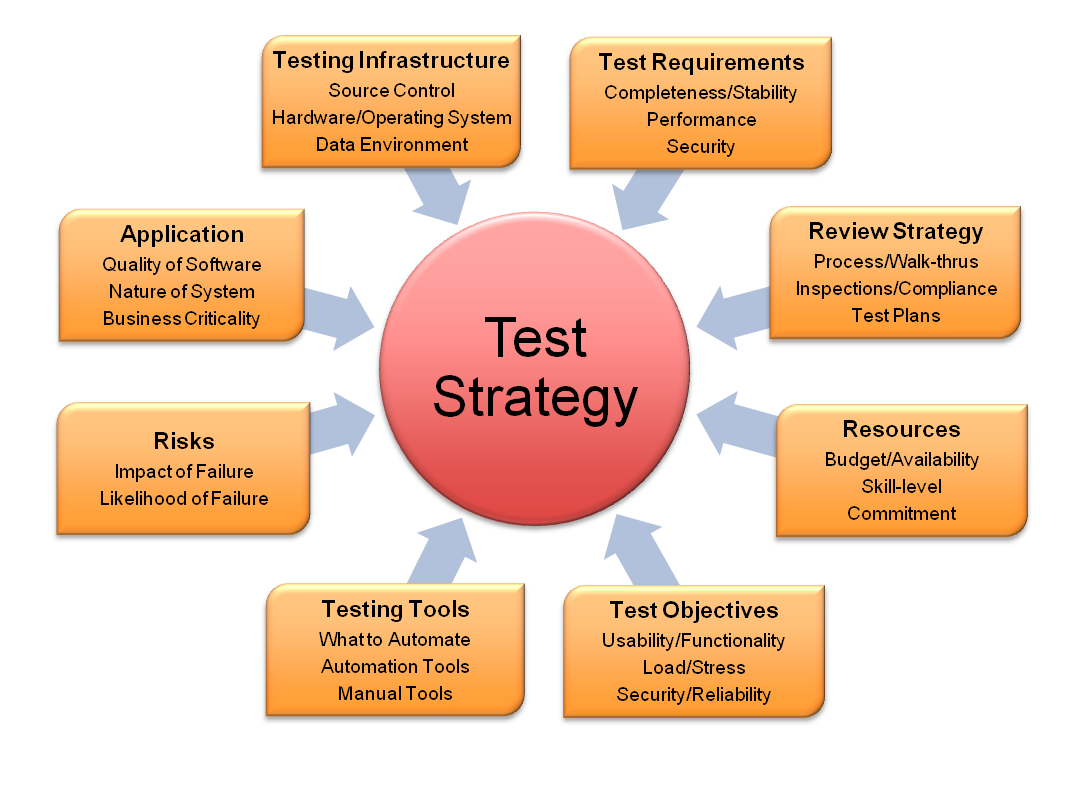 Testing Infrastructure
Source Control
Hardware/Operating System
Data Environment
Test Requirements
Completeness/Stability
Performance
Security
Application
Quality of Software
Nature of System
Business Criticality
Review Strategy
Process/Walk-thrus
Inspections/Compliance
Test Plans
Test
Strategy
Risks
Impact of Failure
Likelihood of Failure
Resources
Budget/Availability
Skill-level
Commitment
Testing Tools
What to Automate
Automation Tools
Manual Tools
Test Objectives
Usability/Functionality
Load/Stress
Security/Reliability